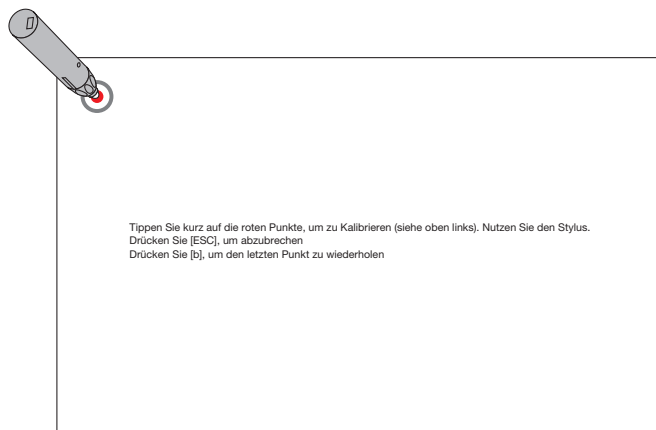 Tippen Sie kurz auf die roten Punkte, um zu Kalibrieren (siehe oben links). Nutzen Sie den Stylus.
Drücken Sie [ESC], um abzubrechen
Drücken Sie [b], um den letzten Punkt zu wiederholen